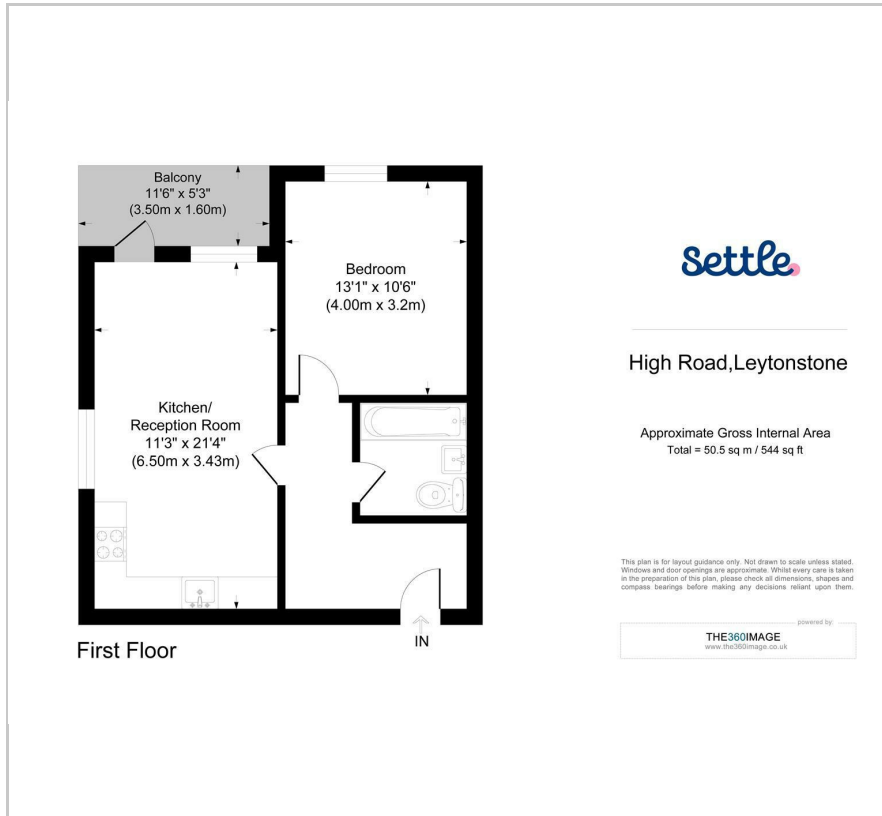 Balcony
11'6" x 5'3"
(3.50m x 1.60m)
Bedroom
13'1" x 10'6"
(4.00m x 3.2m)
Kitchen/
Reception Room
11'3" x 21'4"
(6.50m x 3.43m)
IN
First Floor
Settle
High Road,Leytonstone
Approximate Gross Internal Area
Total = 50.5 sq m / 544 sq ft
This plan is for layout guidance only. Not drawn to scale unless stated.
Windows and door openings are approximate. Whilst every care is taken
in the preparation of this plan, please check all dimensions, shapes and
compass bearings before making any decisions reliant upon them.
powered by:
THE360IMAGE
www.the360image.co.uk